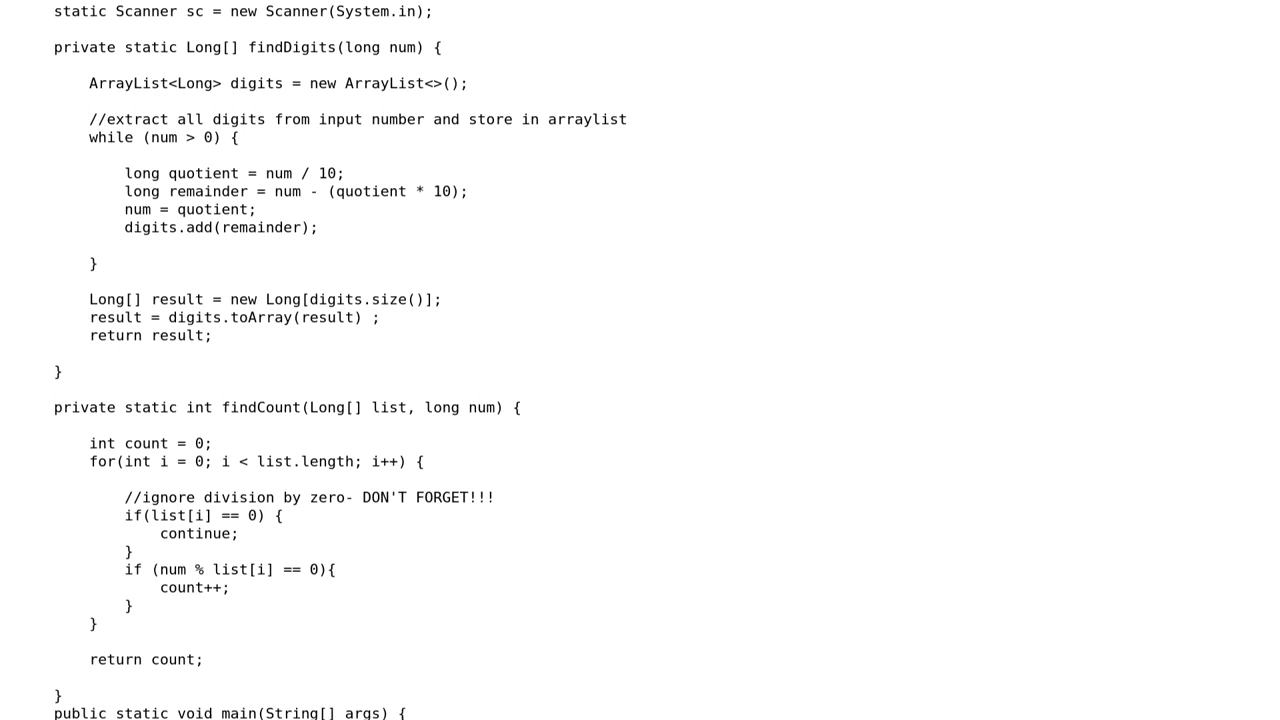 static Scanner sc = new Scanner(System.in);
private static Long[] findDigits(long num) {
ArrayList<Long> digits = new ArrayList<>();
//extract all digits from input number and store in arraylist
while (num > 0) {
long quotient = num / 10;
long remainder = num - (quotient * 10);
num = quotient;
digits.add(remainder);
}
Long[] result = new Long[digits.size()];
result = digits.toArray(result) ;
return result;
}
private static int findCount(Long[] list, long num) {
int count = 0;
for(int i = 0; i < list.length; i++) {
//ignore division by zero- DON'T FORGET!!!
if(list[i] == 0) {
continue;
}
if (num % list[i] == 0){
count++;
}
}
return count;
}
public static void main(String[] args) {